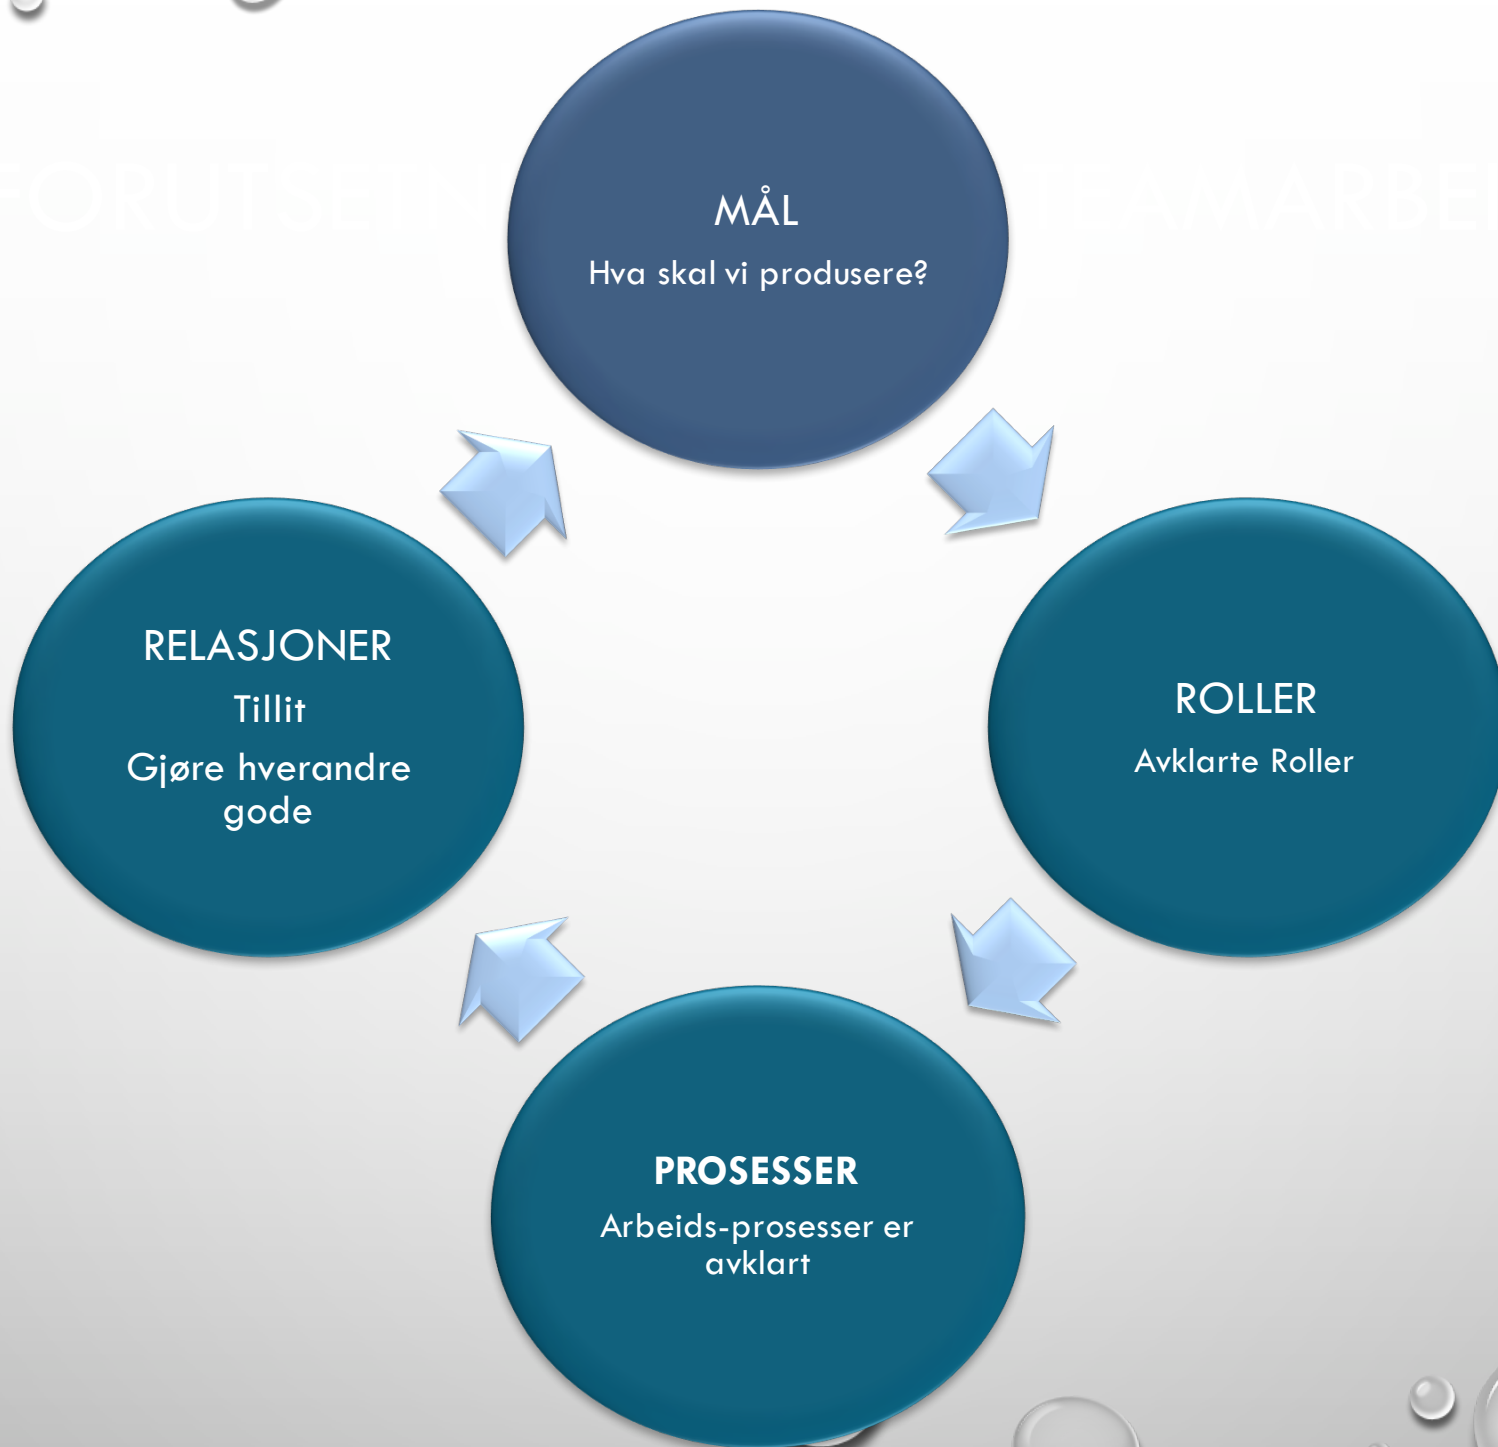 MÅL
Hva skal vi produsere?
RELASJONER
Tillit
Gjøre hverandre
gode
ROLLER
Avklarte Roller
PROSESSER
Arbeids-prosesser er
avklart